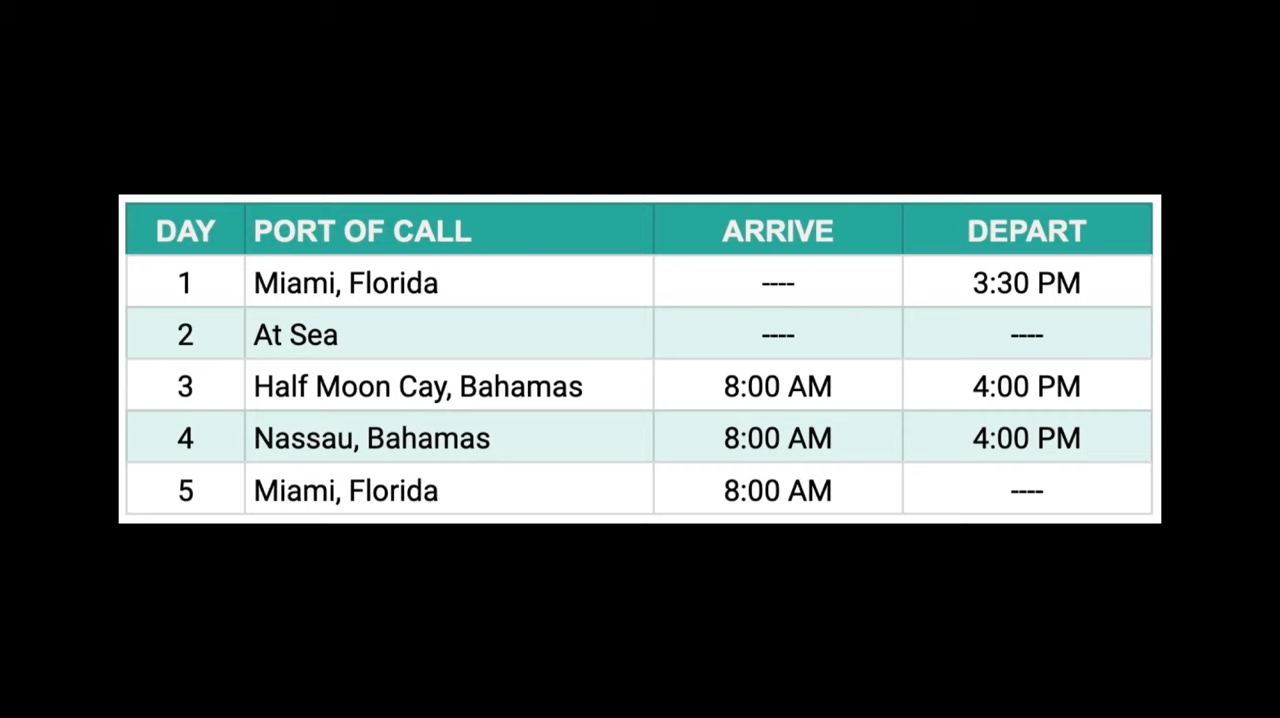 DAY PORT OF CALL ARRIVE DEPART
1 Miami, Florida ---- 3:30 PM
2 At Sea ---- ----
3 Half Moon Cay, Bahamas 8:00 AM 4:00 PM
4 Nassau, Bahamas 8:00 AM 4:00 PM
5 Miami, Florida 8:00 AM ----